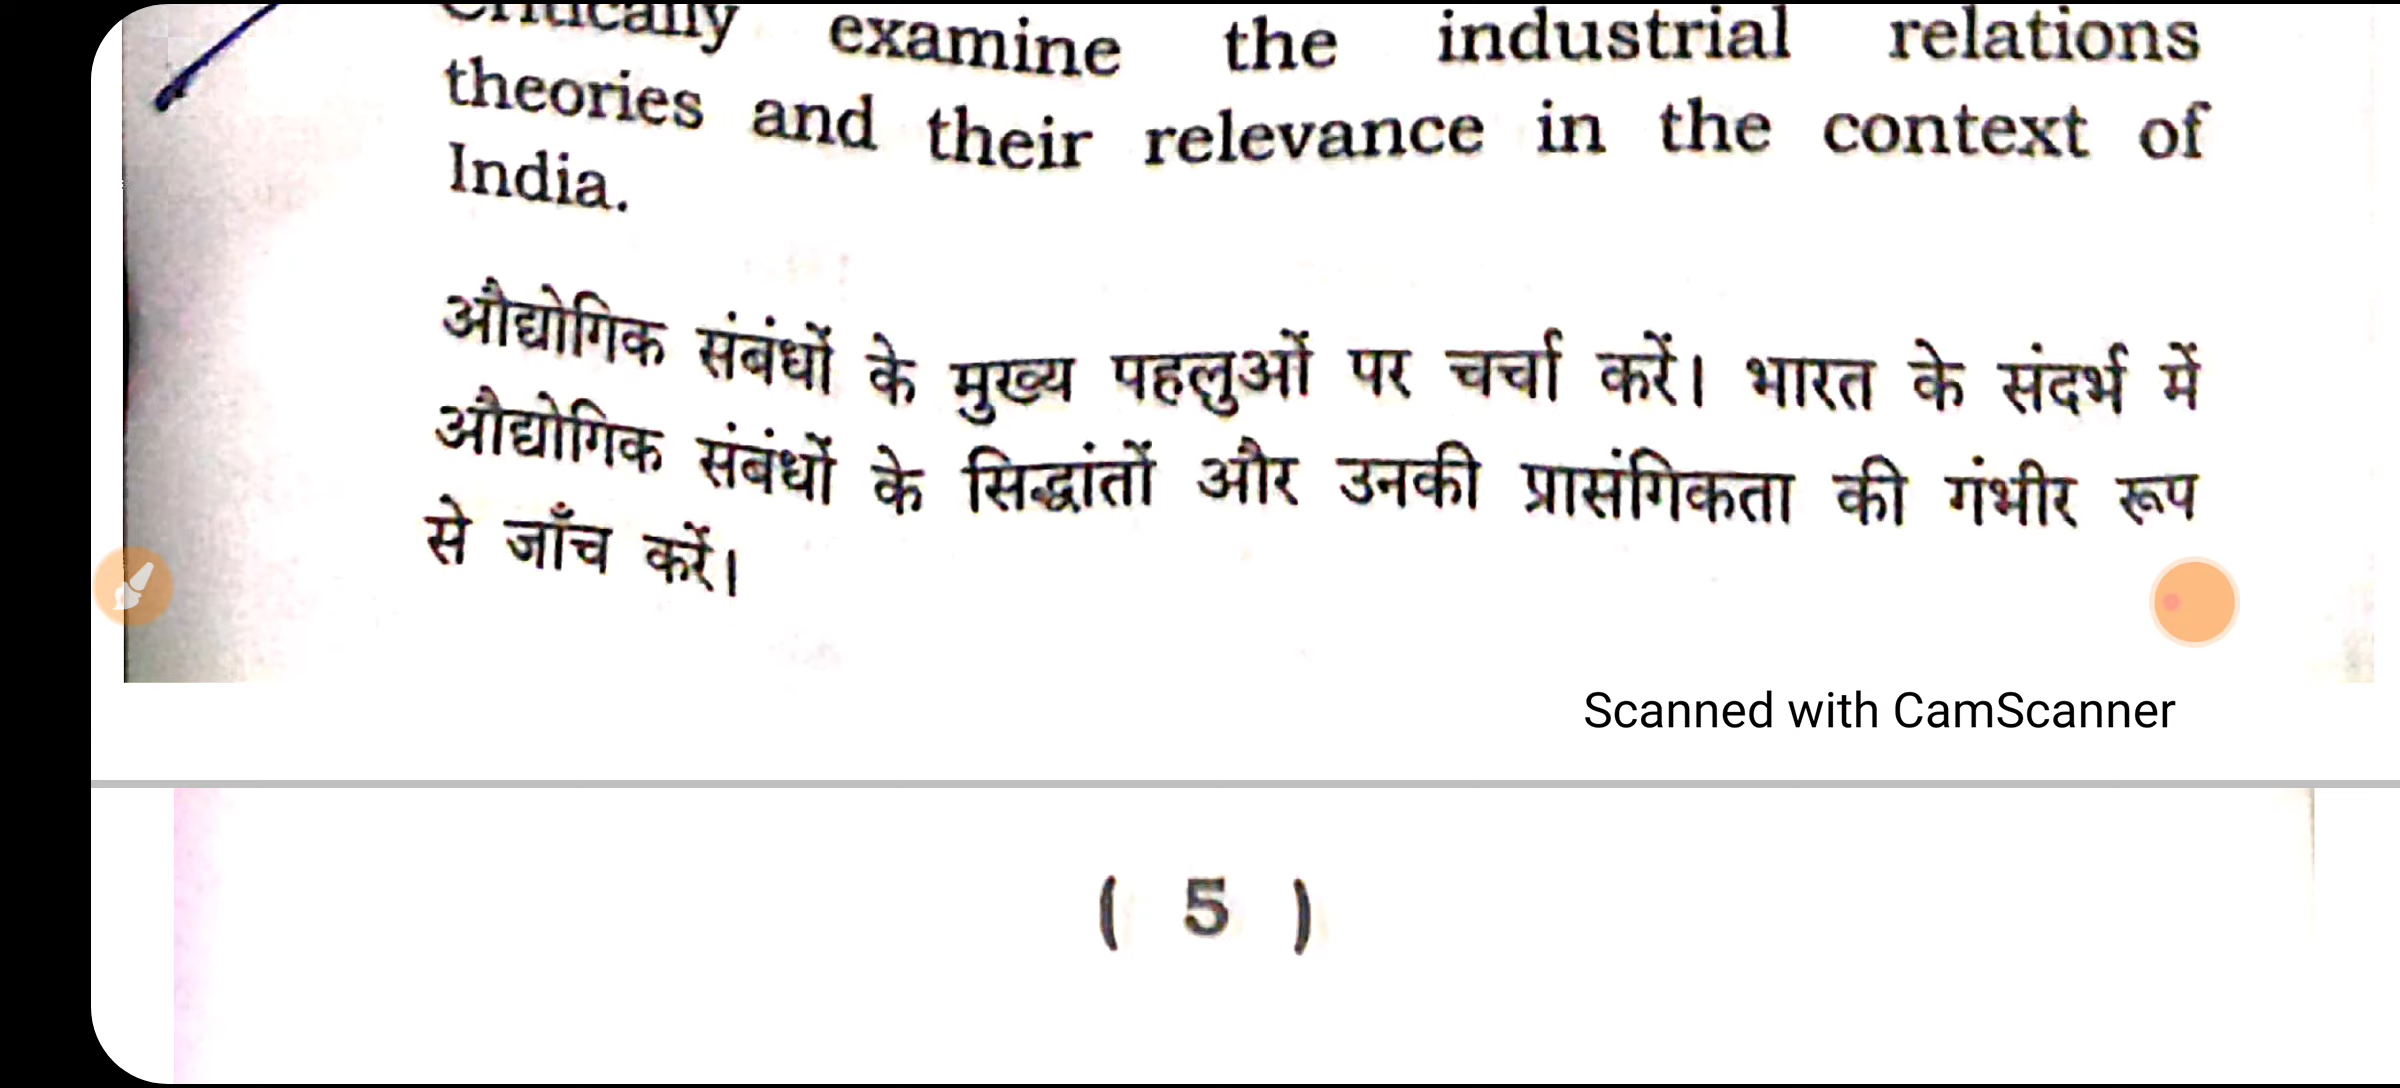 Critically examine the industrial relations
theories and their relevance in the context of
India.
औद्योगिक संबंधों के मुख्य पहलुओं पर चर्चा करें। भारत के संदर्भ में
औद्योगिक संबंधों के सिद्धांतों और उनकी प्रासंगिकता की गंभीर रूप
से जाँच करें।
Scanned with CamScanner
( 5 )